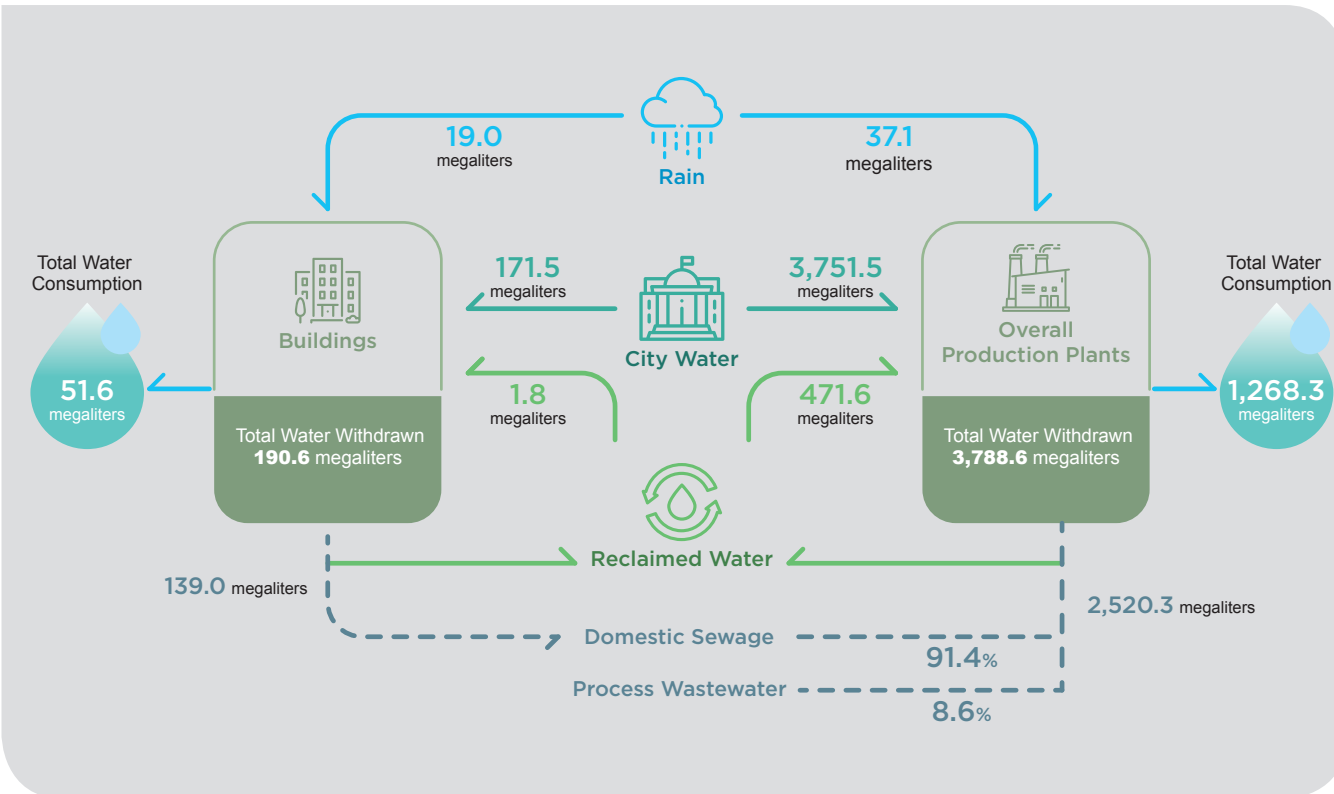 19.0
megaliters
Rain
37.1
megaliters
Total Water
Consumption
51.6
megaliters
Buildings
Total Water Withdrawn
190.6 megaliters
171.5
megaliters
City Water
3,751.5
megaliters
1.8
megaliters
471.6
megaliters
Overall
Production Plants
Total Water Withdrawn
3,788.6 megaliters
Total Water
Consumption
1,268.3
megaliters
Reclaimed Water
139.0 megaliters
2,520.3 megaliters
Domestic Sewage
91.4%
Process Wastewater
8.6%